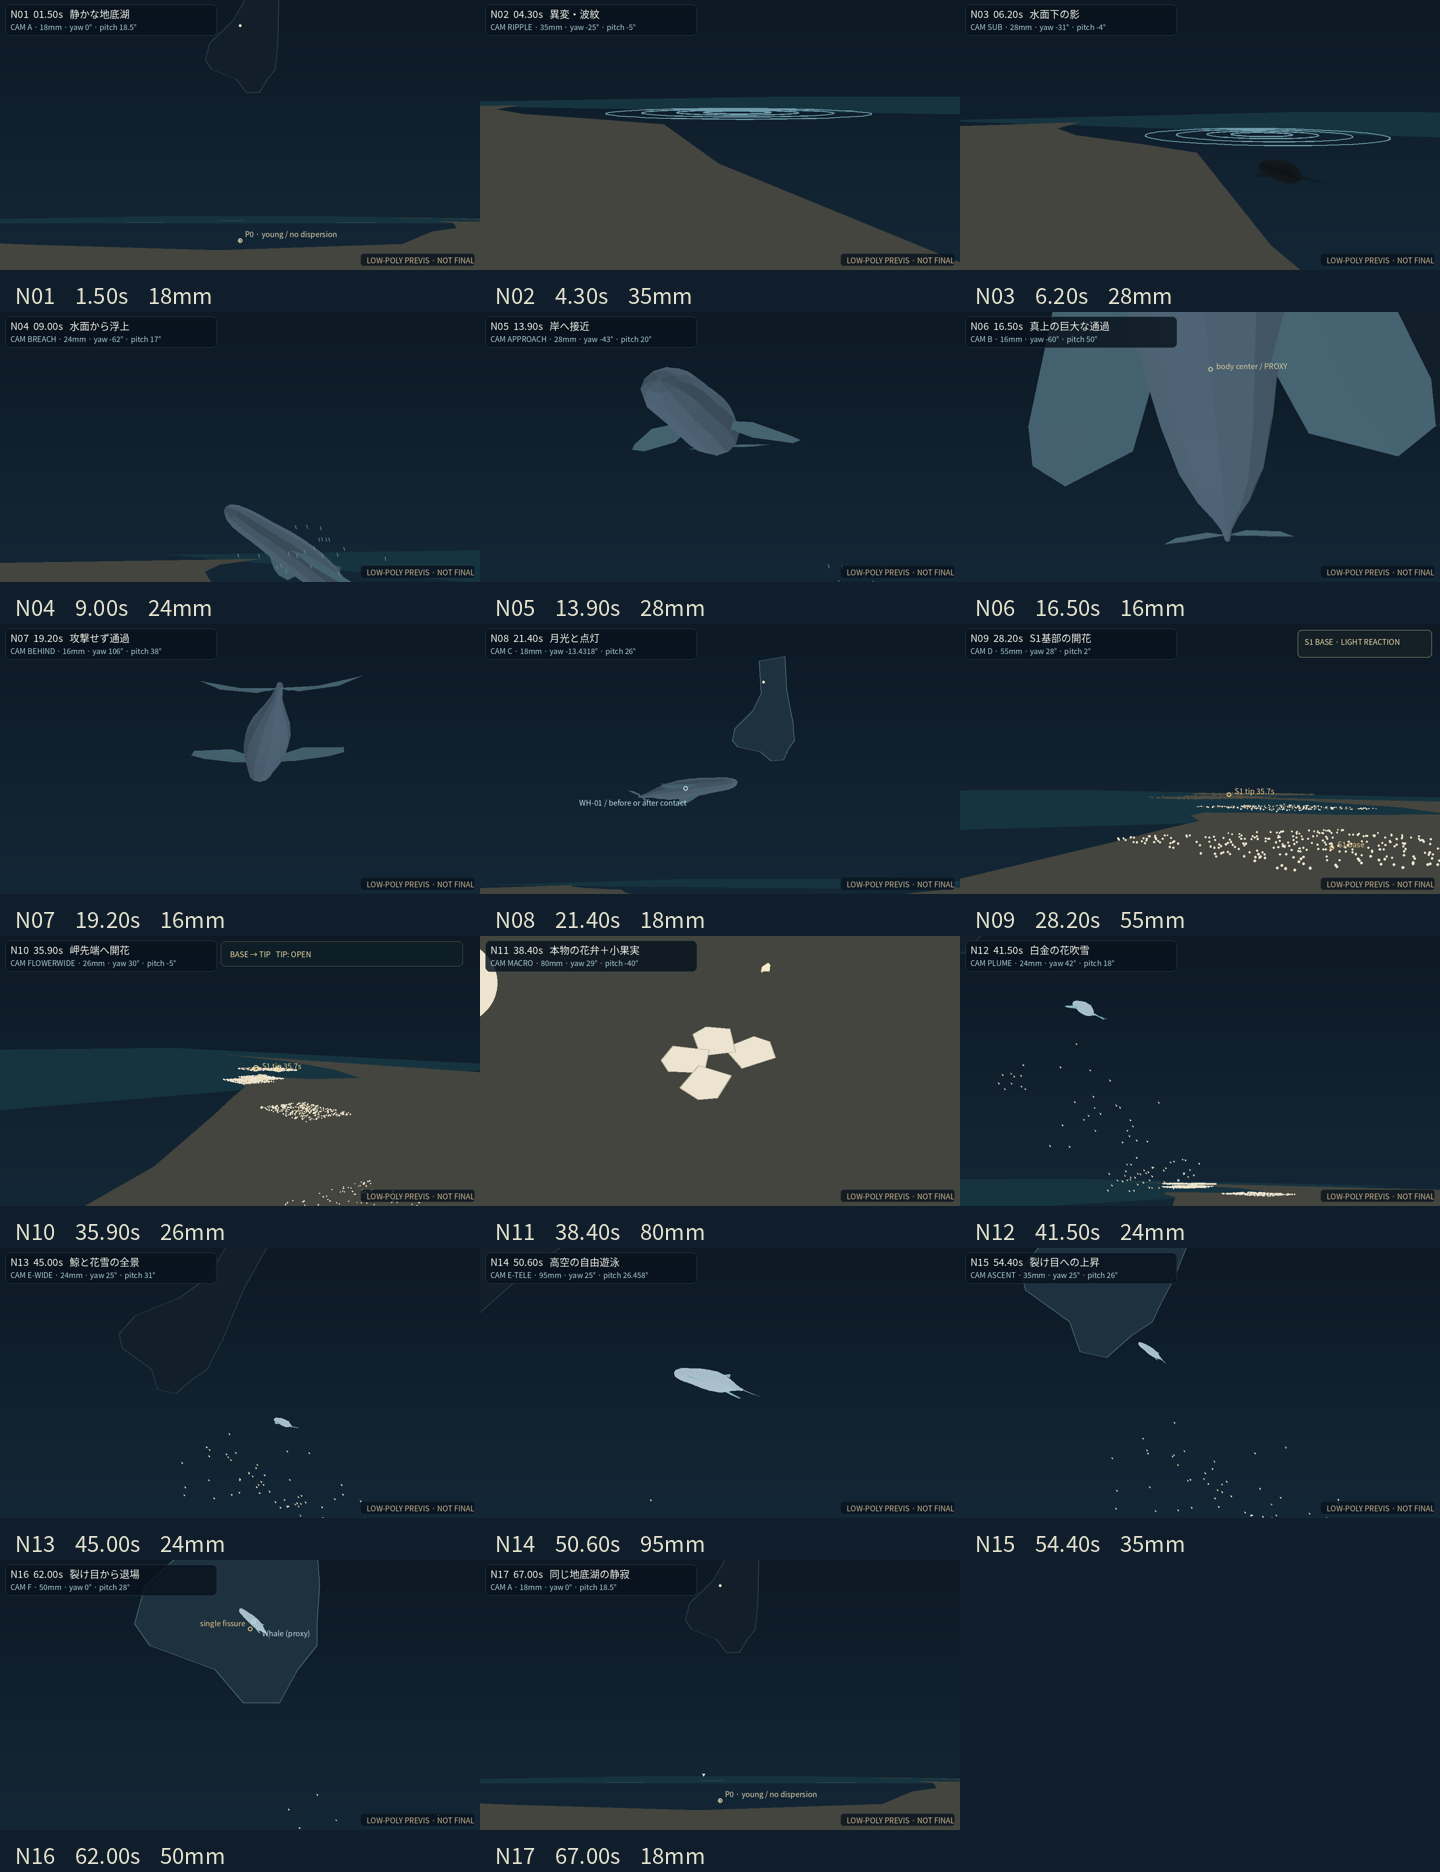 N01 01.50s 静かな地底湖
CAM A · 18mm · yaw 0° · pitch 18.5°
P0 · young / no dispersion
LOW-POLY PREVIS · NOT FINAL
N01 1.50s 18mm
N02 04.30s 異変・波紋
CAM RIPPLE · 35mm · yaw -25° · pitch -5°
LOW-POLY PREVIS · NOT FINAL
N02 4.30s 35mm
N03 06.20s 水面下の影
CAM SUB · 28mm · yaw -31° · pitch -4°
LOW-POLY PREVIS · NOT FINAL
N03 6.20s 28mm
N04 09.00s 水面から浮上
CAM BREACH · 24mm · yaw -62° · pitch 17°
LOW-POLY PREVIS · NOT FINAL
N04 9.00s 24mm
N05 13.90s 岸へ接近
CAM APPROACH · 28mm · yaw -43° · pitch 20°
LOW-POLY PREVIS · NOT FINAL
N05 13.90s 28mm
N06 16.50s 真上の巨大な通過
CAM B · 16mm · yaw -60° · pitch 50°
body center / PROXY
LOW-POLY PREVIS · NOT FINAL
N06 16.50s 16mm
N07 19.20s 攻撃せず通過
CAM BEHIND · 16mm · yaw 106° · pitch 38°
LOW-POLY PREVIS · NOT FINAL
N07 19.20s 16mm
N08 21.40s 月光と点灯
CAM C · 18mm · yaw -13.4318° · pitch 26°
WH-01 / before or after contact
LOW-POLY PREVIS · NOT FINAL
N08 21.40s 18mm
N09 28.20s S1基部の開花
CAM D · 55mm · yaw 28° · pitch 2°
S1 BASE · LIGHT REACTION
S1 tip 35.7s
S1 base
LOW-POLY PREVIS · NOT FINAL
N09 28.20s 55mm
N10 35.90s 岬先端へ開花
CAM FLOWERWIDE · 26mm · yaw 30° · pitch -5°
BASE → TIP TIP: OPEN
S1 tip 35.7s
LOW-POLY PREVIS · NOT FINAL
N10 35.90s 26mm
N11 38.40s 本物の花弁＋小果実
CAM MACRO · 80mm · yaw 29° · pitch -40°
LOW-POLY PREVIS · NOT FINAL
N11 38.40s 80mm
N12 41.50s 白金の花吹雪
CAM PLUME · 24mm · yaw 42° · pitch 18°
LOW-POLY PREVIS · NOT FINAL
N12 41.50s 24mm
N13 45.00s 鯨と花雪の全景
CAM E-WIDE · 24mm · yaw 25° · pitch 31°
LOW-POLY PREVIS · NOT FINAL
N13 45.00s 24mm
N14 50.60s 高空の自由遊泳
CAM E-TELE · 95mm · yaw 25° · pitch 26.458°
LOW-POLY PREVIS · NOT FINAL
N14 50.60s 95mm
N15 54.40s 裂け目への上昇
CAM ASCENT · 35mm · yaw 25° · pitch 26°
LOW-POLY PREVIS · NOT FINAL
N15 54.40s 35mm
N16 62.00s 裂け目から退場
CAM F · 50mm · yaw 0° · pitch 28°
single fissure
Whale (proxy)
LOW-POLY PREVIS · NOT FINAL
N16 62.00s 50mm
N17 67.00s 同じ地底湖の静寂
CAM A · 18mm · yaw 0° · pitch 18.5°
P0 · young / no dispersion
LOW-POLY PREVIS · NOT FINAL
N17 67.00s 18mm